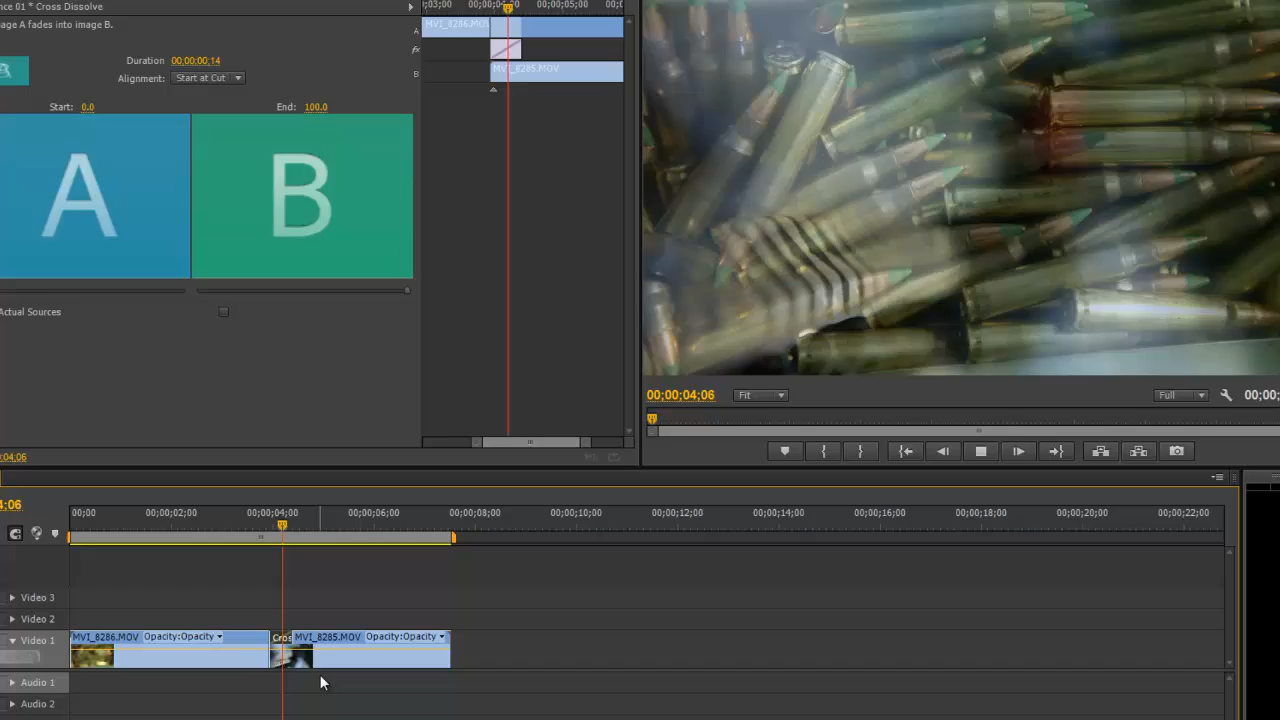 nce 01 * Cross Dissolve
;03;00 00;00;04;00 00;00;05;00 00;0
age A fades into image B.
MVI_8286.MOV
A
fx
Duration 00;00;00;14
MVI_8285.MOV
B
Alignment: Start at Cut
Start: 0.0 End: 100.0
A B
Actual Sources
00;00;04;06 Fit Full 00;00;
;04;06
4;06
00;00 00;00;02;00 00;00;04;00 00;00;06;00 00;00;08;00 00;00;10;00 00;00;12;00 00;00;14;00 00;00;16;00 00;00;18;00 00;00;20;00 00;00;22;00
Video 3
Video 2
Video 1 MVI_8286.MOV Opacity:Opacity Cros MVI_8285.MOV Opacity:Opacity
Audio 1
Audio 2